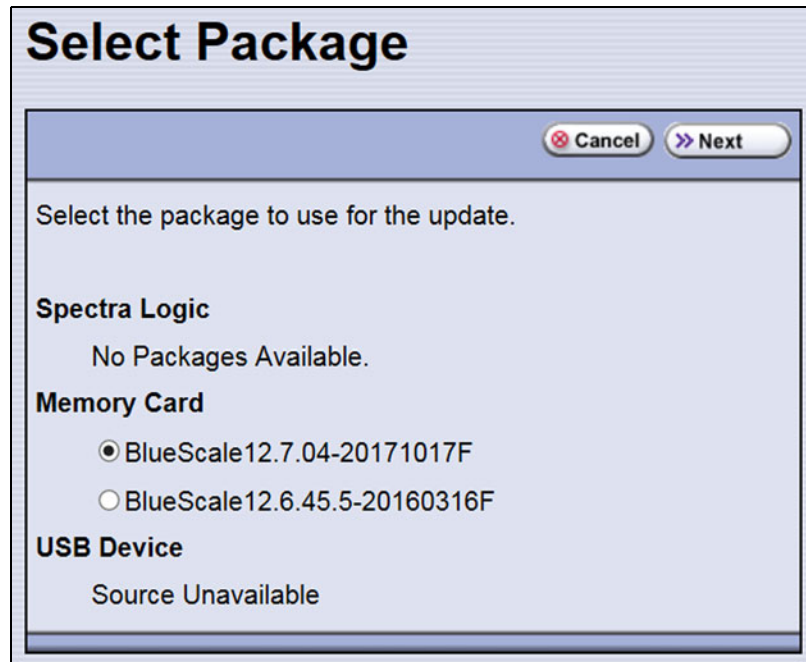 Select Package
Cancel Next
Select the package to use for the update.
Spectra Logic
No Packages Available.
Memory Card
BlueScale12.7.04-20171017F
BlueScale12.6.45.5-20160316F
USB Device
Source Unavailable